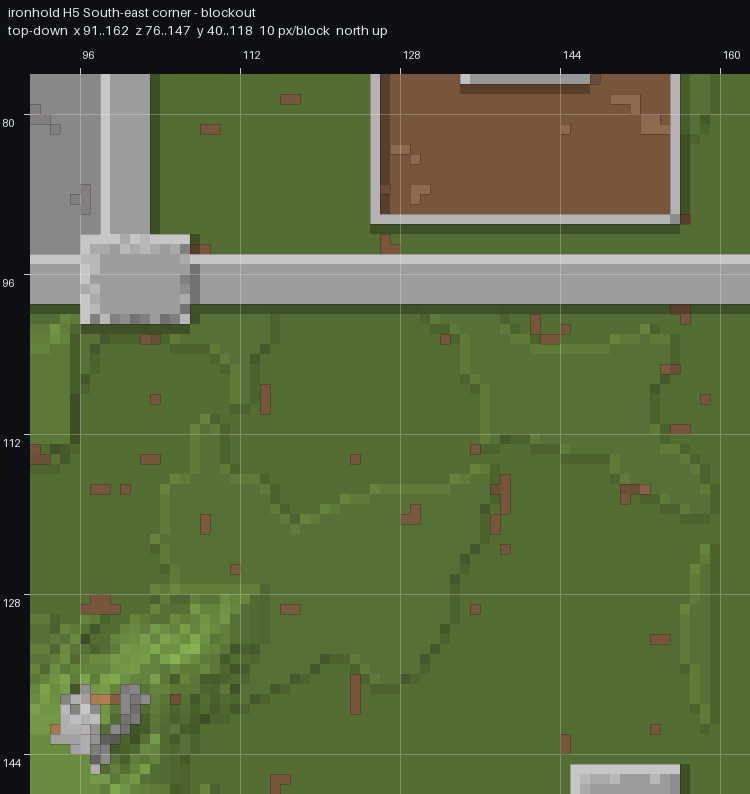 ironhold H5 South-east corner - blockout
top-down  x 91..162  z 76..147  y 40..118  10 px/block  north up
96 112 128 144 160
80
96
112
128
144